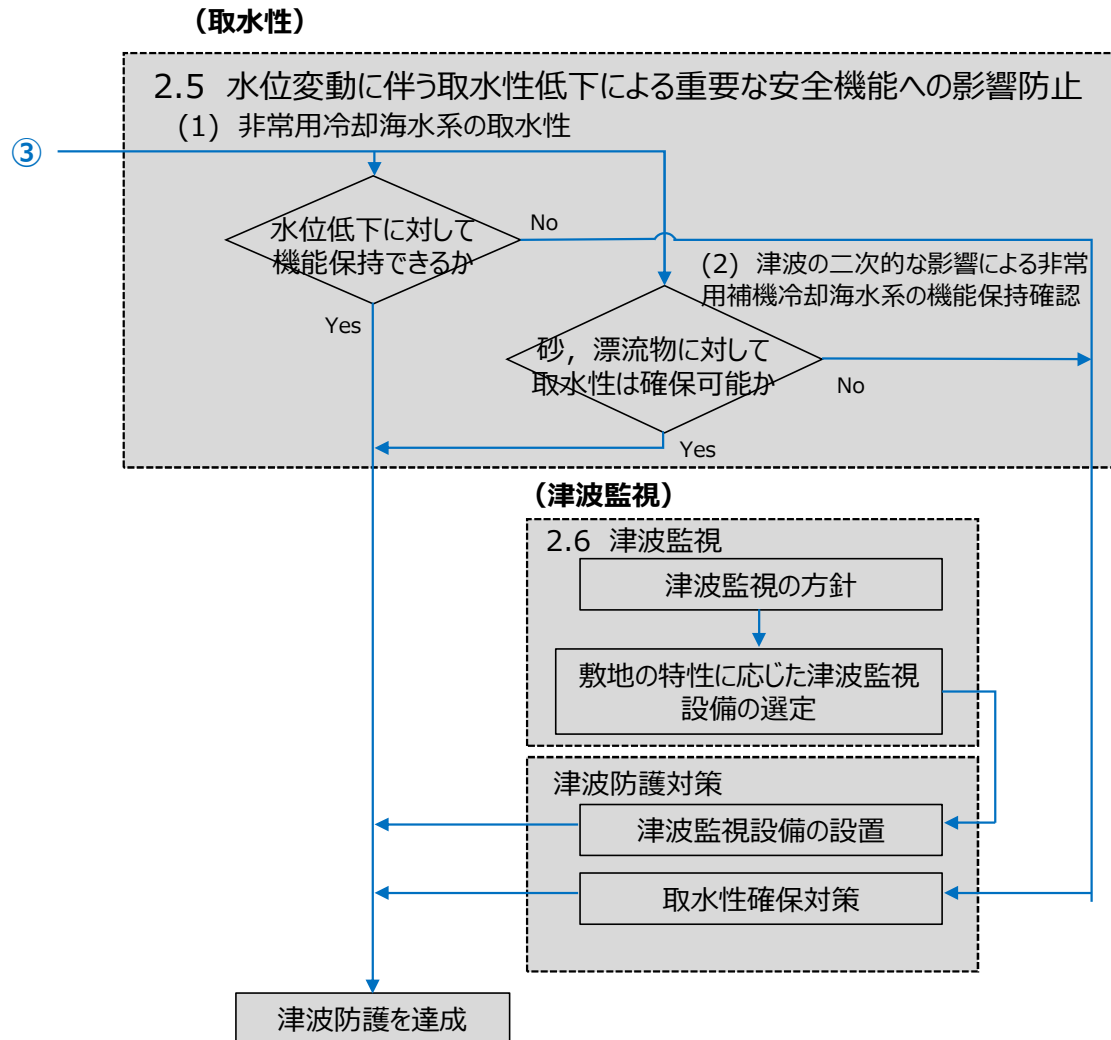 （取水性）
2.5 水位変動に伴う取水性低下による重要な安全機能への影響防止
(1) 非常用冷却海水系の取水性
③
水位低下に対して
機能保持できるか
No
Yes
(2) 津波の二次的な影響による非常
用補機冷却海水系の機能保持確認
砂，漂流物に対して
取水性は確保可能か
No
Yes
（津波監視）
2.6 津波監視
津波監視の方針
敷地の特性に応じた津波監視
設備の選定
津波防護対策
津波監視設備の設置
取水性確保対策
津波防護を達成